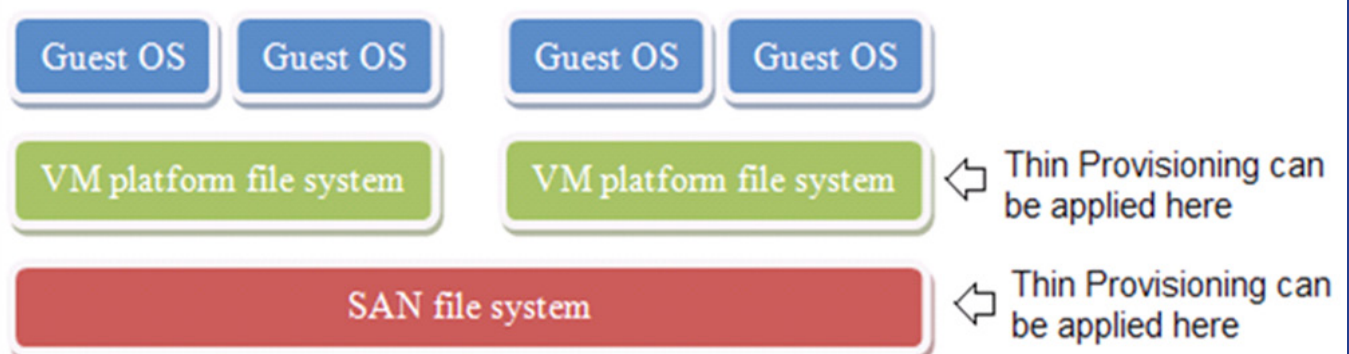 Guest OS Guest OS Guest OS Guest OS
VM platform file system VM platform file system
Thin Provisioning can
be applied here
SAN file system
Thin Provisioning can
be applied here